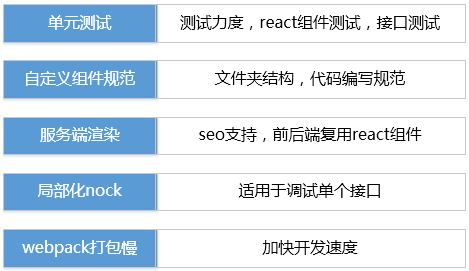 单元测试 测试力度，react组件测试，接口测试
自定义组件规范 文件夹结构，代码编写规范
服务端渲染 seo支持，前后端复用react组件
局部化nock 适用于调试单个接口
webpack打包慢 加快开发速度